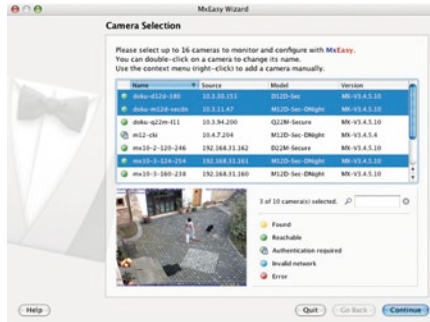 MxEasy Wizard
Camera Selection
Please select up to 16 cameras to monitor and configure with MxEasy.
You can double-click on a camera to change its name.
Use the context menu (right-click) to add a camera manually.
Name Source Model Version
doku-d12d-180 10.3.30.151 D12D-Sec MX-V3.4.5.10
doku-m12d-secdn 10.3.11.47 M12D-Sec-DNight MX-V3.4.5.10
doku-q22m-l11 10.3.94.200 Q22M-Secure MX-V3.4.5.10
m12-cki 10.4.7.204 M12D-Sec-DNight MX-V3.4.5.4
mx10-2-120-246 192.168.31.162 D22M-Secure MX-V3.4.5.10
mx10-3-124-254 192.168.31.161 M12D-Sec-DNight MX-V3.4.5.10
mx10-3-160-238 192.168.31.160 M12D-Sec-DNight MX-V3.4.5.10
3 of 10 camera(s) selected.
Found
Reachable
Authentication required
Invalid network
Error
Help Quit Go Back Continue